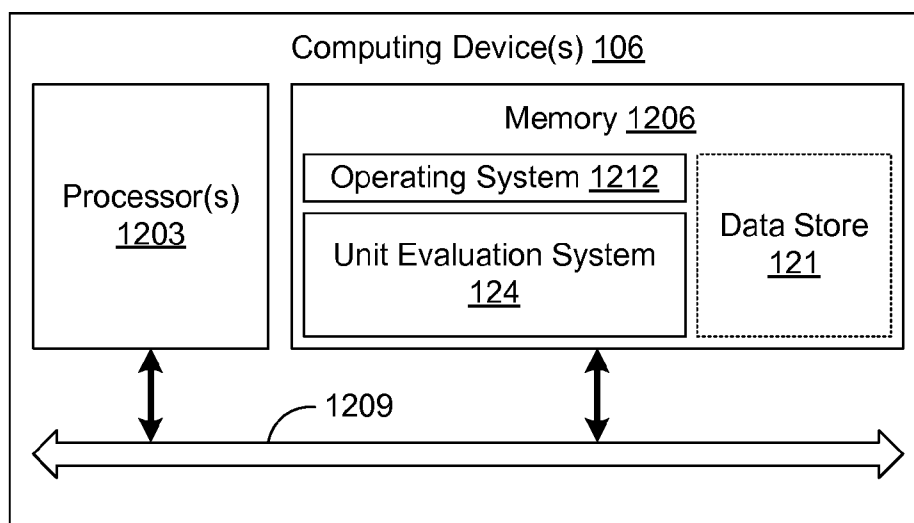 Computing Device(s) 106
Processor(s)
1203
Memory 1206
Operating System 1212
Unit Evaluation System
124
Data Store
121
1209